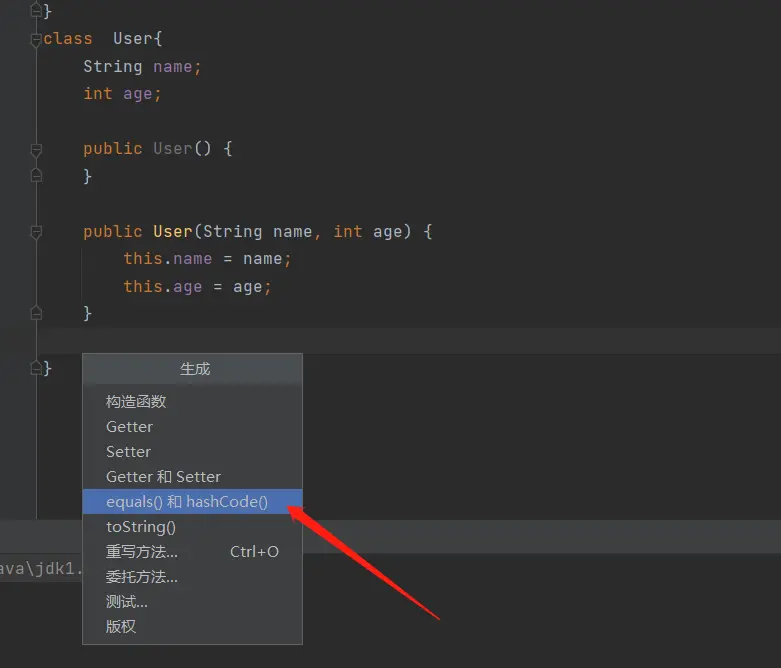 }
class  User{
    String name;
    int age;
    public User() {
    }
    public User(String name, int age) {
        this.name = name;
        this.age = age;
    }
}
生成
构造函数
Getter
Setter
Getter 和 Setter
equals() 和 hashCode()
toString()
重写方法... Ctrl+O
委托方法...
测试...
版权
ava\jdk1.